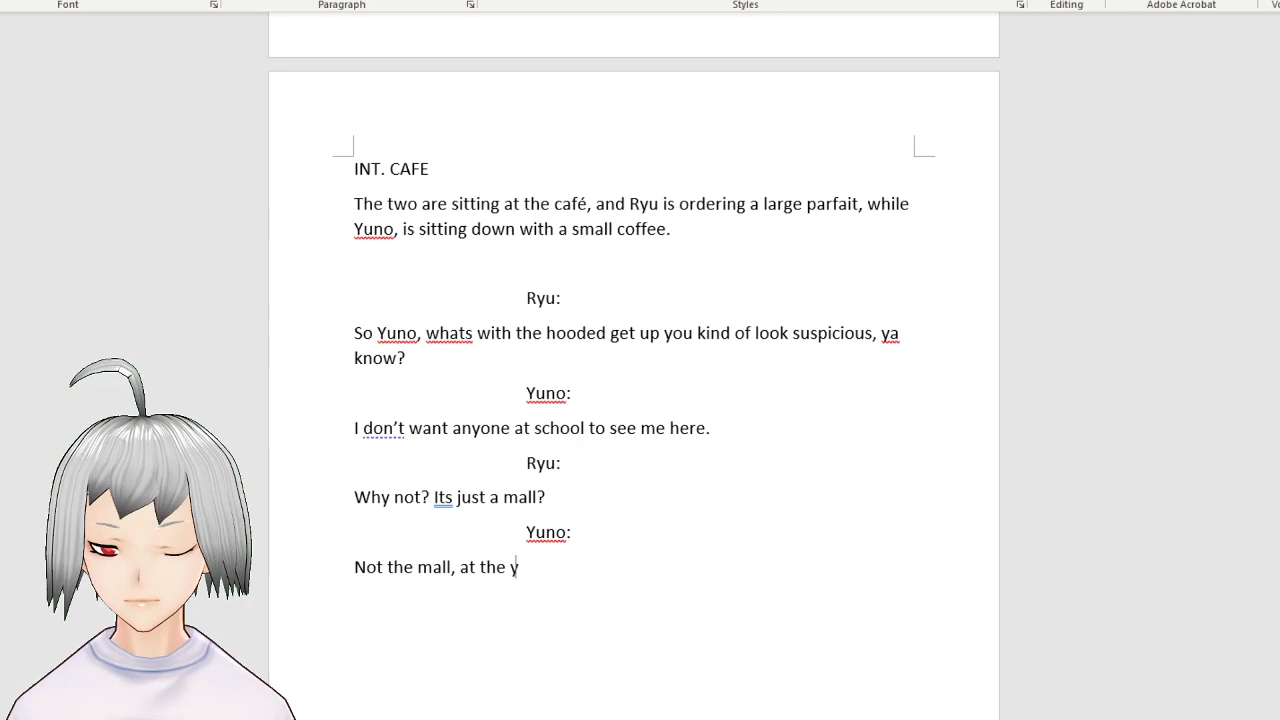 Font Paragraph Styles Editing Adobe Acrobat
INT. CAFE
The two are sitting at the café, and Ryu is ordering a large parfait, while
Yuno, is sitting down with a small coffee.
Ryu:
So Yuno, whats with the hooded get up you kind of look suspicious, ya
know?
Yuno:
I don’t want anyone at school to see me here.
Ryu:
Why not? Its just a mall?
Yuno:
Not the mall, at the y